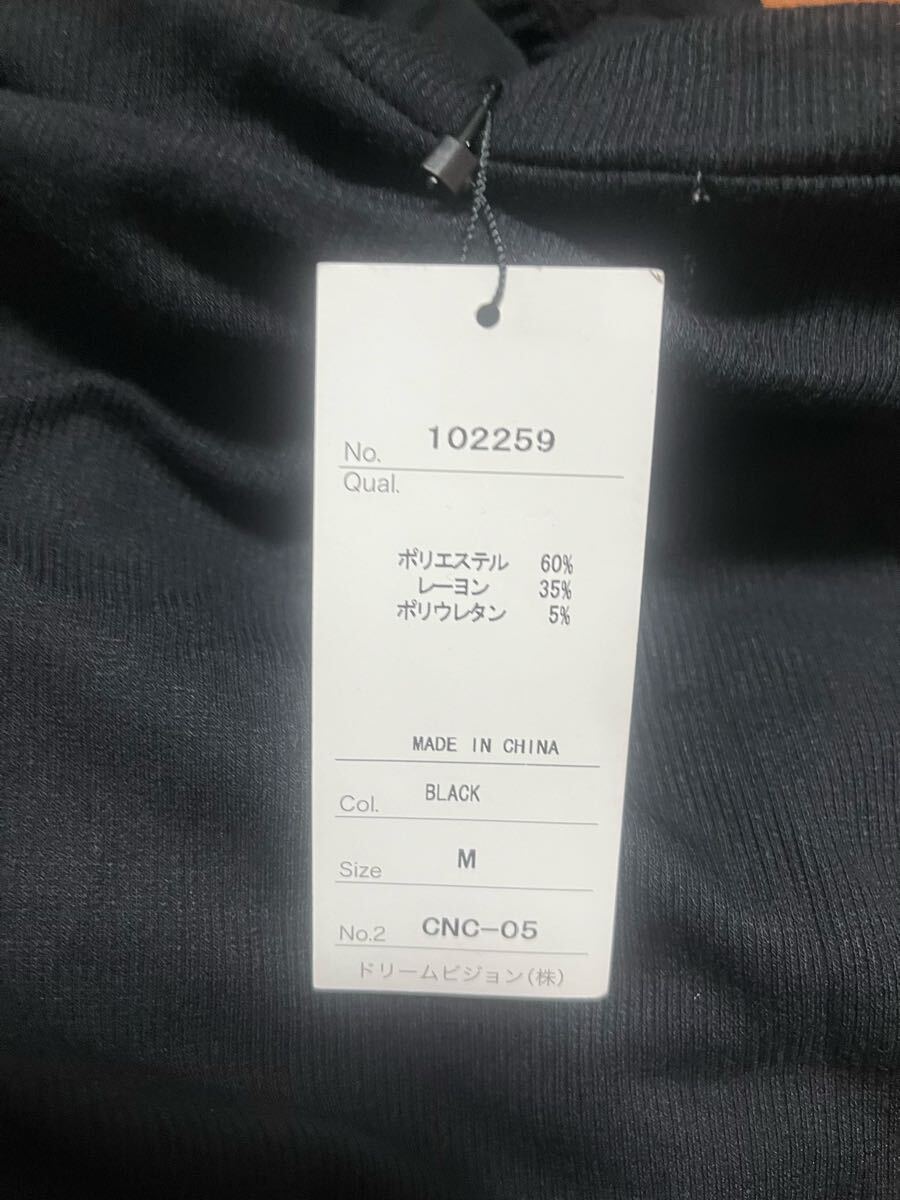 No. 102259
Qual.
ポリエステル 60%
レーヨン 35%
ポリウレタン 5%
MADE IN CHINA
Col. BLACK
Size M
No.2 CNC-05
ドリームビジョン(株)